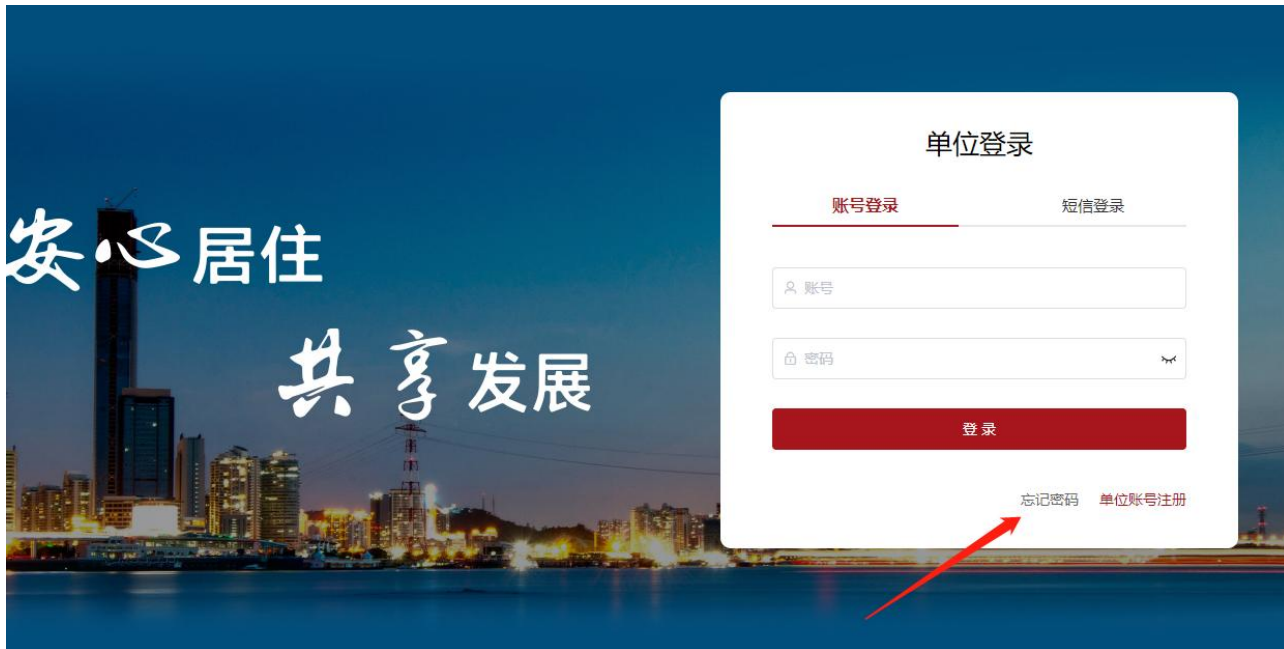 安心居住
共享发展
单位登录
账号登录 短信登录
账号
密码
登 录
忘记密码 单位账号注册